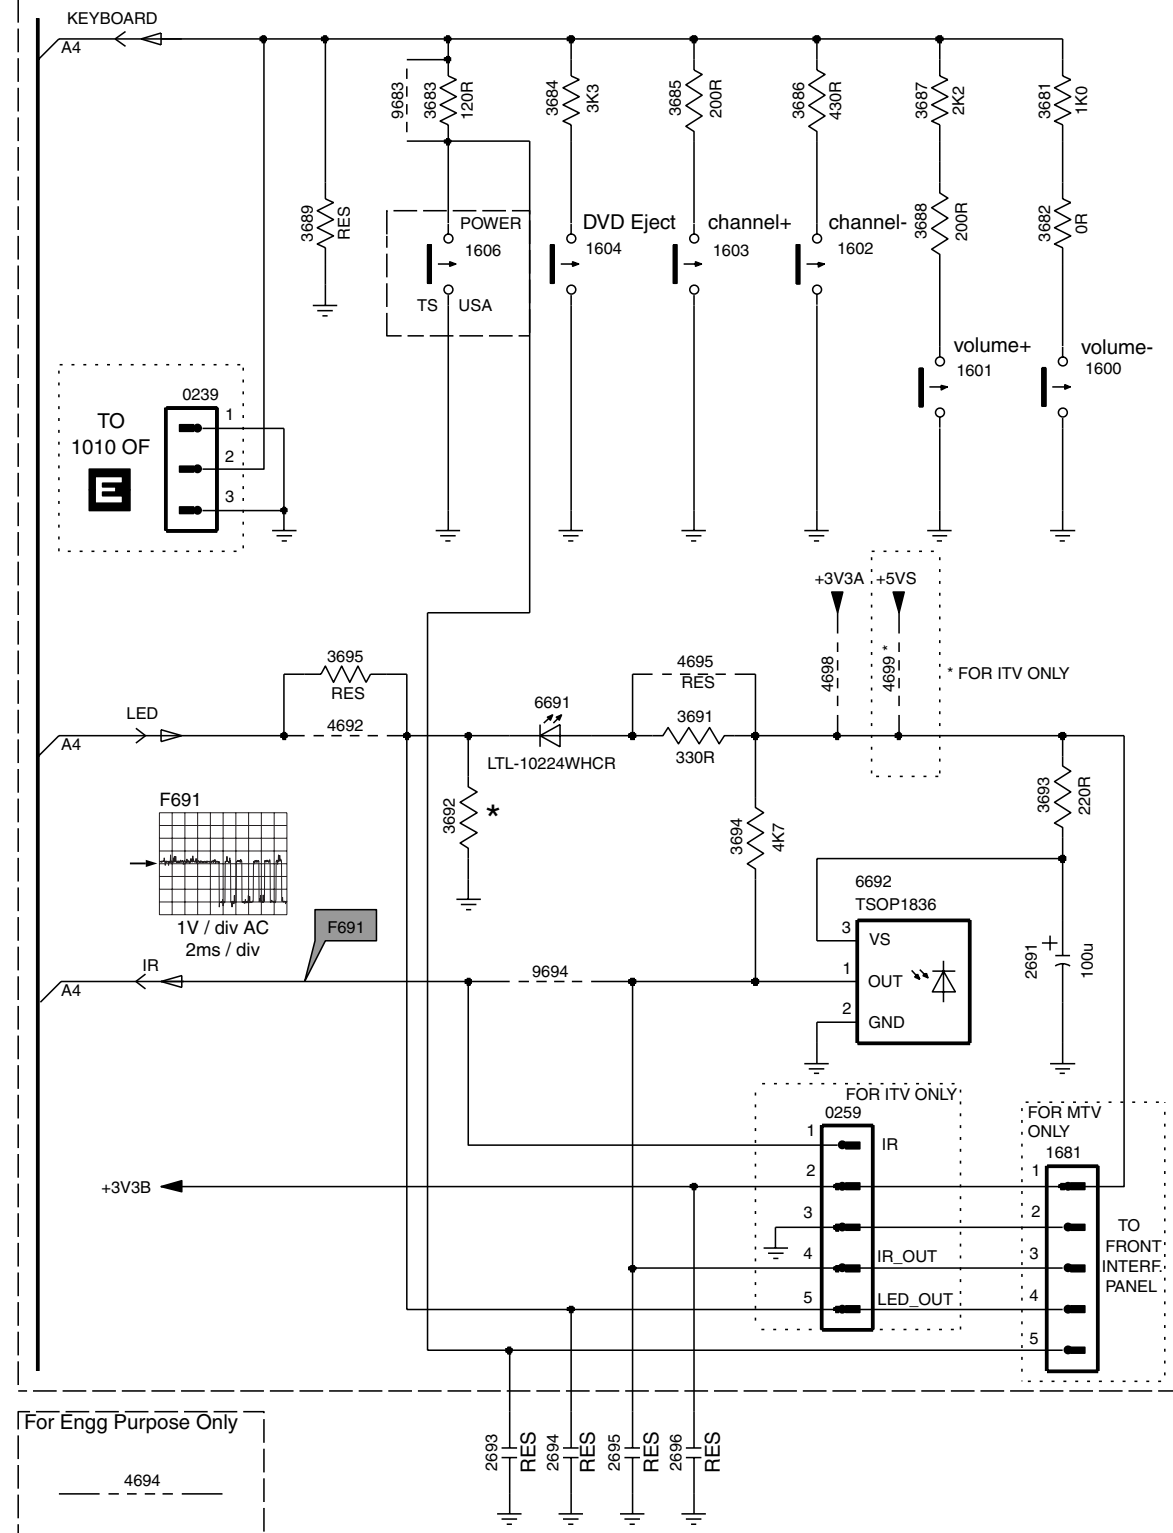 KEYBOARD
A4
9683
3683
120R
3684
3K3
3685
200R
3686
430R
3687
2K2
3681
1K0
3689
RES
POWER
1606
TS USA
DVD Eject
1604
channel+
1603
channel-
1602
3688
200R
3682
0R
volume+
1601
volume-
1600
TO
1010 OF
E
0239
1
2
3
+3V3A
+5VS
4698
4699 *
* FOR ITV ONLY
3695
RES
4692
LED
A4
6691
LTL-10224WHCR
4695
RES
3691
330R
3692
*
3694
4K7
3693
220R
F691
1V / div AC
2ms / div
F691
IR
A4
9694
6692
TSOP1836
3
VS
1
OUT
2
GND
+
2691
100u
FOR ITV ONLY
0259
1
IR
2
3
4
IR_OUT
5
LED_OUT
+3V3B
FOR MTV
ONLY
1681
1
2
3
4
5
TO
FRONT
INTERF.
PANEL
2693
RES
2694
RES
2695
RES
2696
RES
For Engg Purpose Only
4694